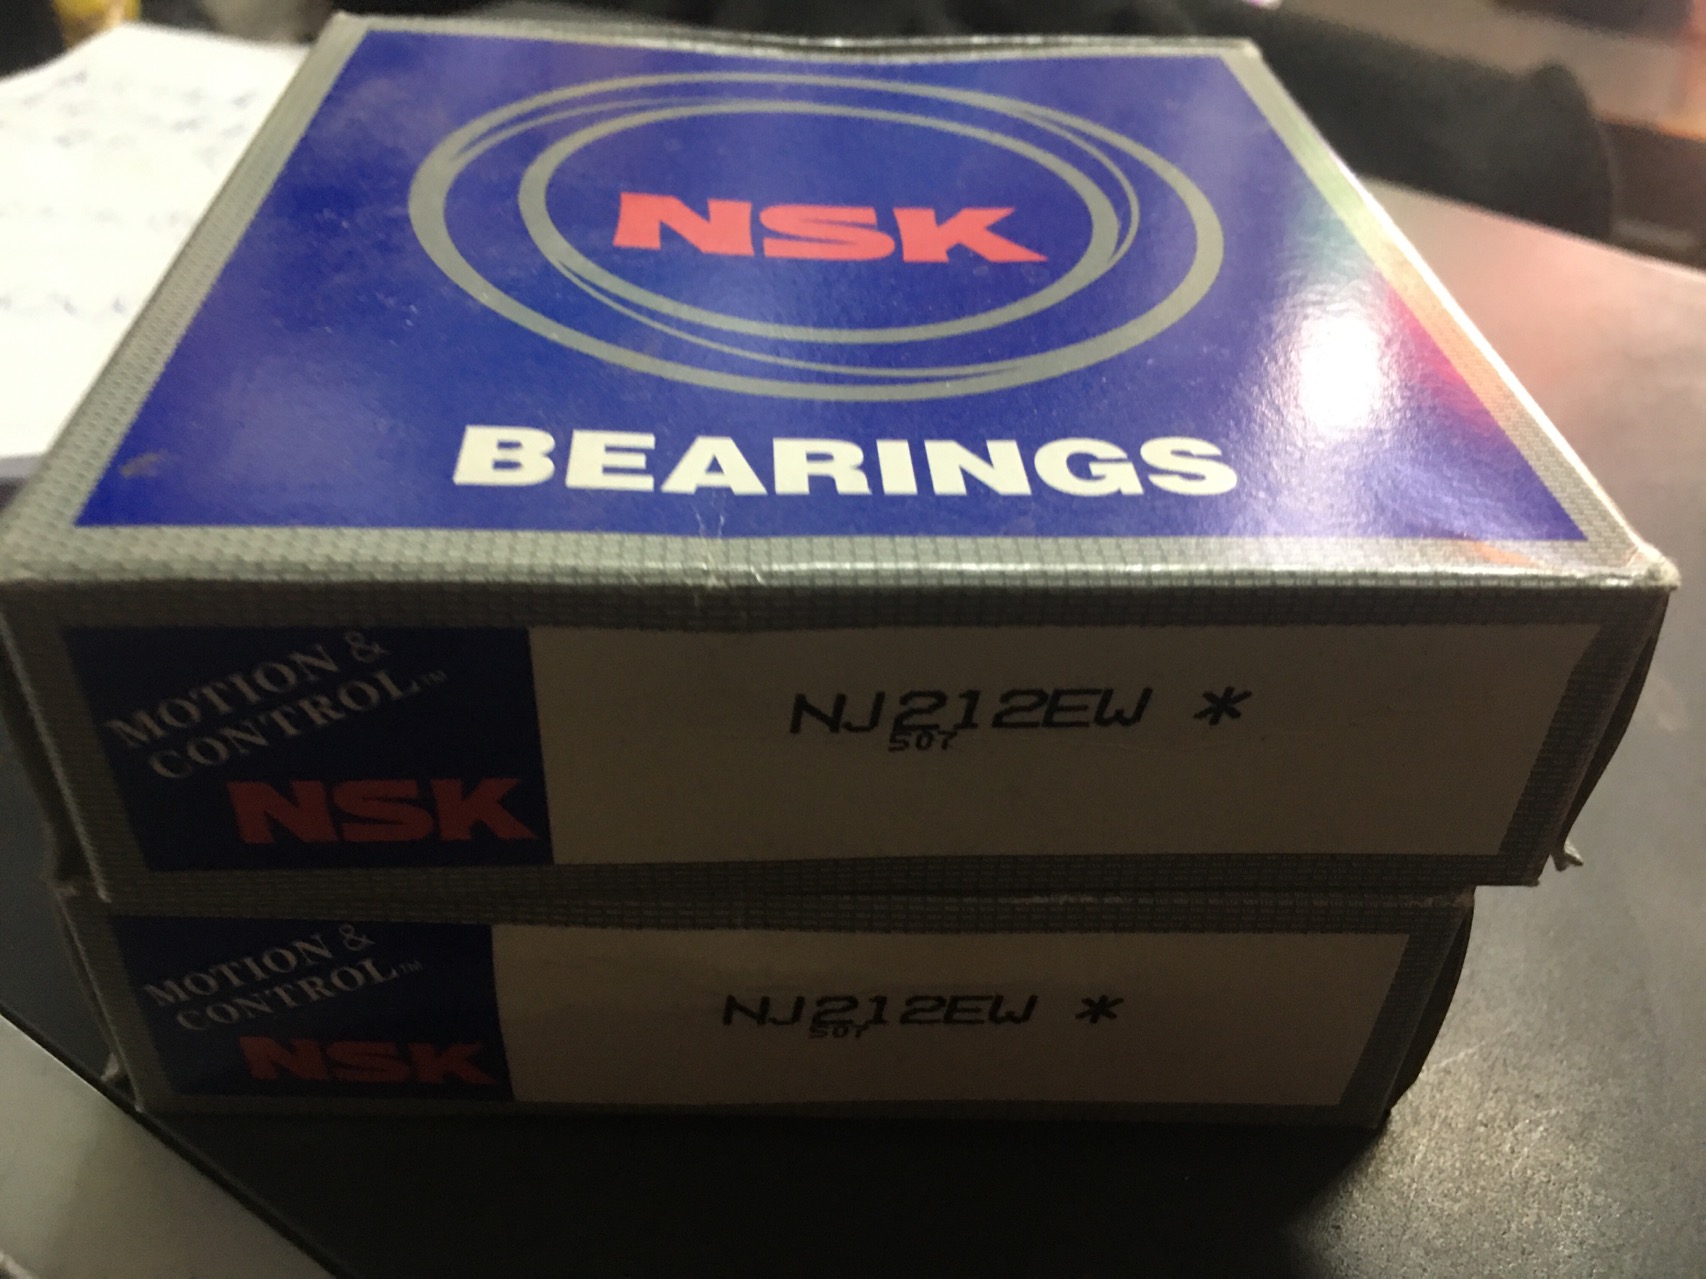 NSK
BEARINGS
MOTION &
CONTROL™
NSK
NJ212EW *
507
MOTION &
CONTROL™
NSK
NJ212EW *
507